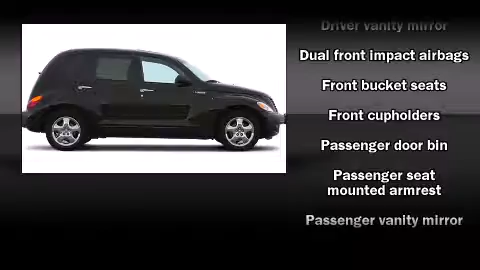 Driver vanity mirror
Dual front impact airbags
Front bucket seats
Front cupholders
Passenger door bin
Passenger seat
mounted armrest
Passenger vanity mirror